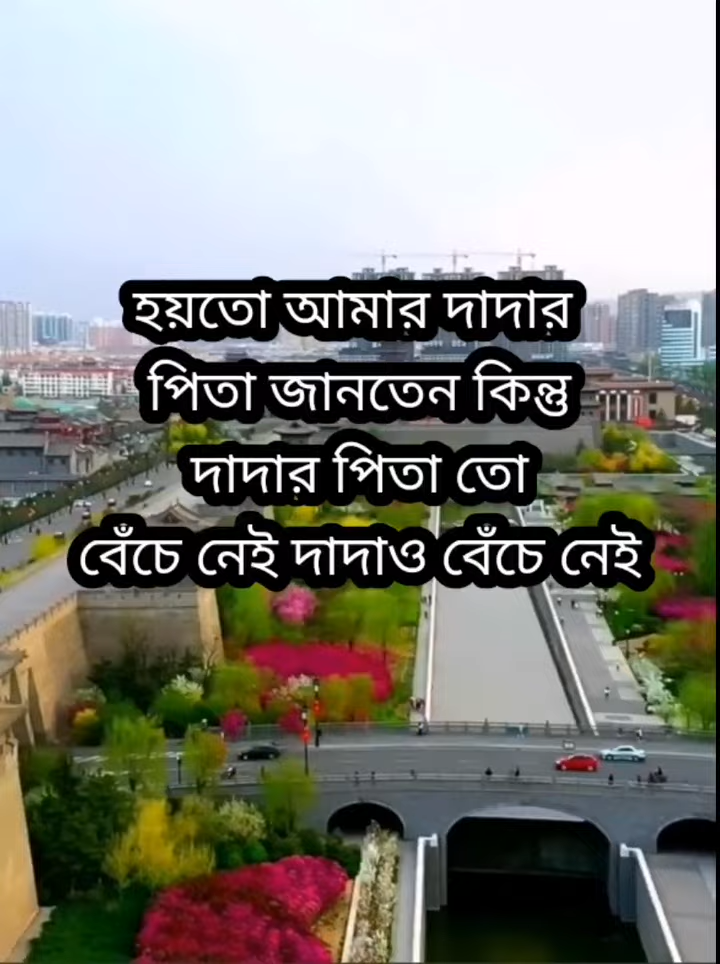 হয়তো আমার দাদার
পিতা জানতেন কিন্তু
দাদার পিতা তো
বেঁচে নেই দাদাও বেঁচে নেই